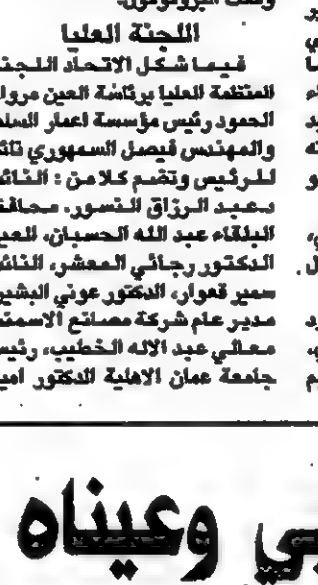 وصف البروتوكول.
اللجنة العليا
فيما شكل الاتحاد اللجنة
المنظمة العليا برئاسة العين مروان
الحمود رئيس مؤسسة اعمار السلط
والمهندس فيصل السمهوري نائبا
للرئيس وتضم كلا من : النائب
د.عبد الرزاق النسور، محافظ
البلقاء عبد الله الحسبان، العين
الدكتور رجائي المعشر، النائب
سمير قعوار، الدكتور عوني البشير
مدير عام شركة مصانع الاسمنت
معالي عبد الاله الخطيب، رئيس
جامعة عمان الاهلية الدكتور امين
ي وعيناه